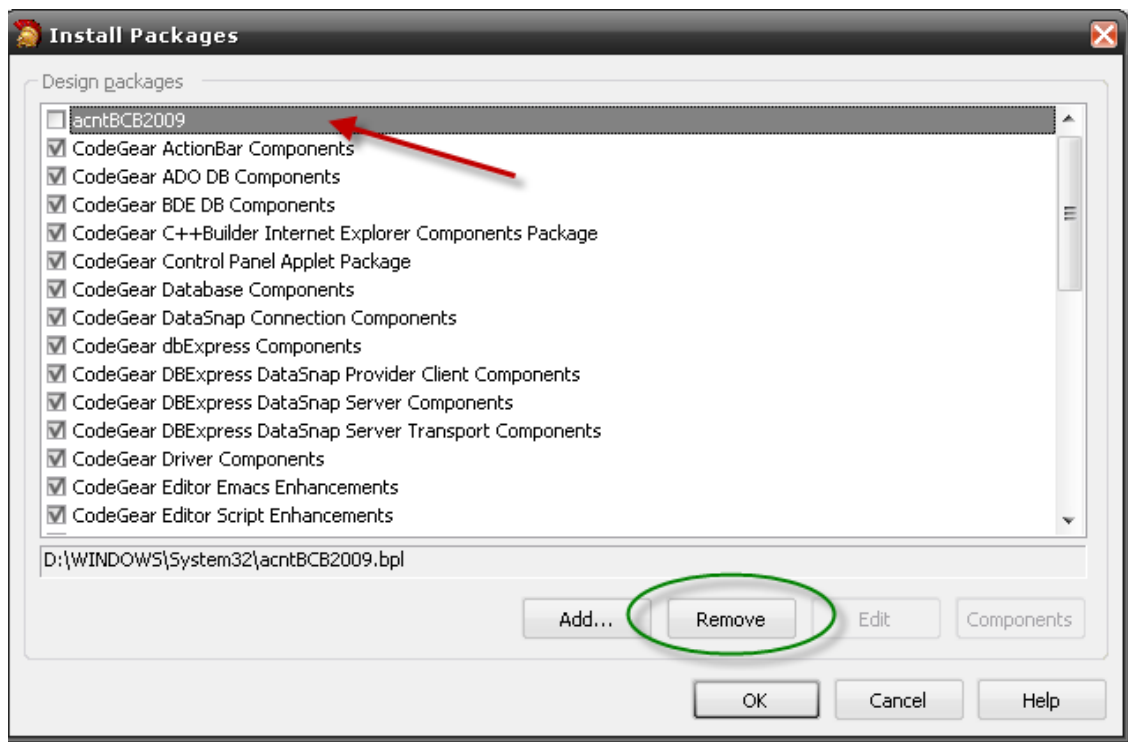 Install Packages
Design packages
acntBCB2009
CodeGear ActionBar Components
CodeGear ADO DB Components
CodeGear BDE DB Components
CodeGear C++Builder Internet Explorer Components Package
CodeGear Control Panel Applet Package
CodeGear Database Components
CodeGear DataSnap Connection Components
CodeGear dbExpress Components
CodeGear DBExpress DataSnap Provider Client Components
CodeGear DBExpress DataSnap Server Components
CodeGear DBExpress DataSnap Server Transport Components
CodeGear Driver Components
CodeGear Editor Emacs Enhancements
CodeGear Editor Script Enhancements
D:\WINDOWS\System32\acntBCB2009.bpl
Add... Remove Edit Components
OK Cancel Help